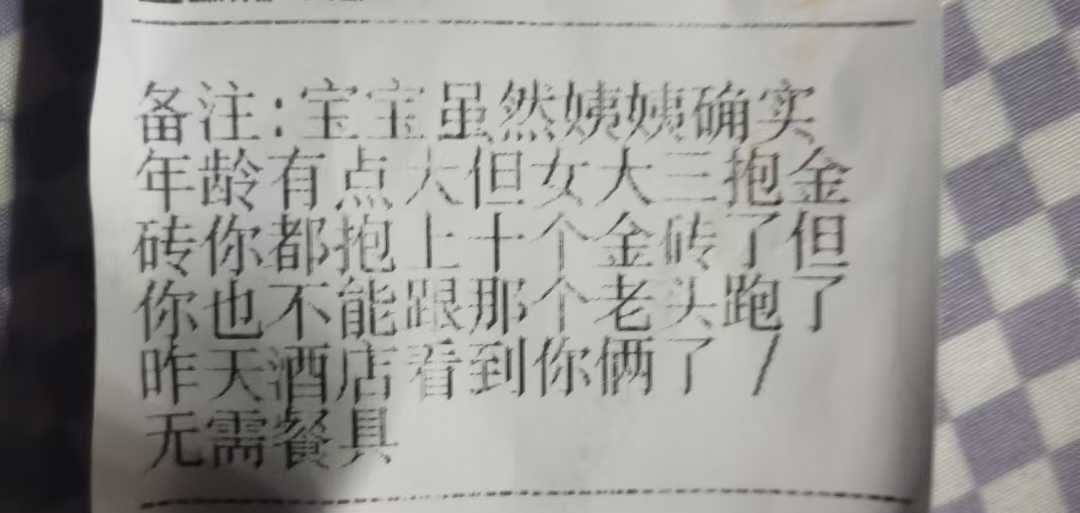 备注:宝宝虽然姨姨确实
年龄有点大但女大三抱金
砖你都抱上十个金砖了但
你也不能跟那个老头跑了
昨天酒店看到你俩了 /
无需餐具